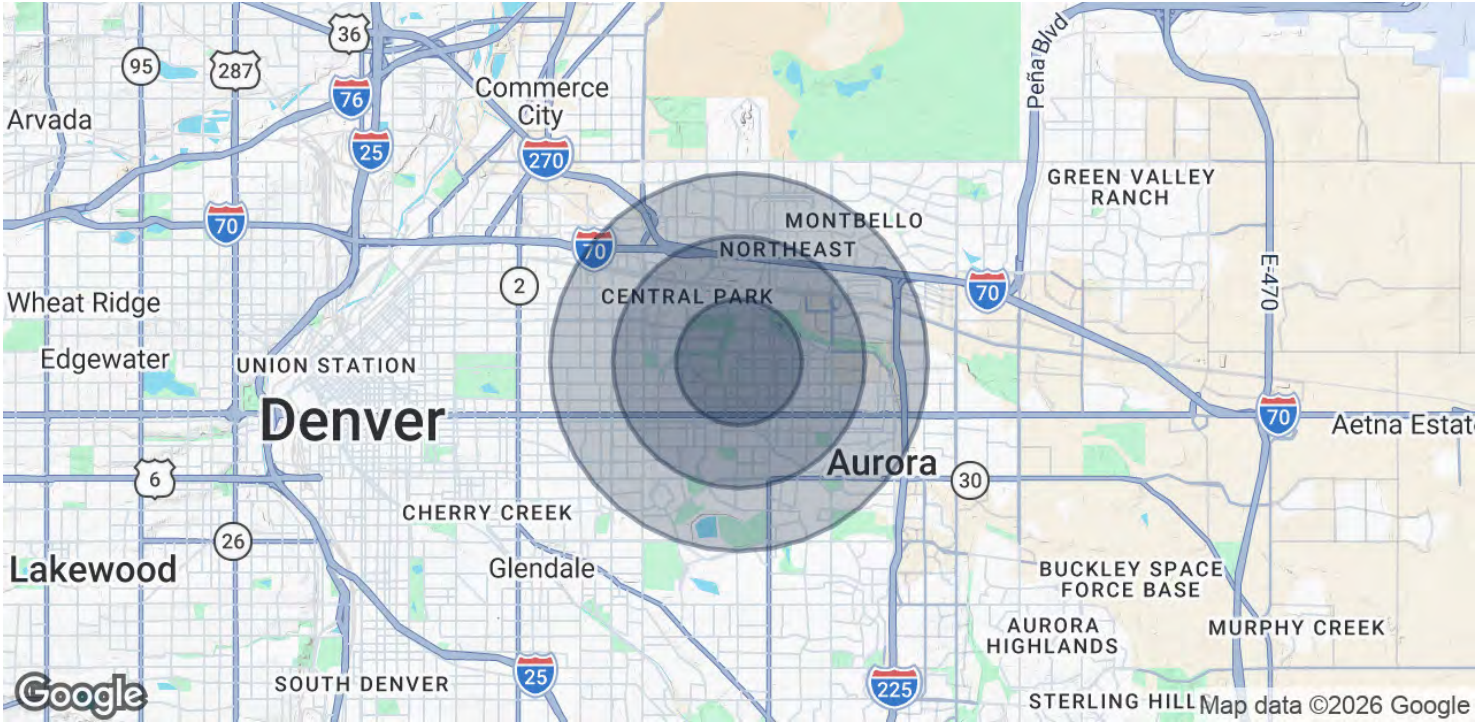 36
Peña Blvd
95
287
Commerce
City
76
Arvada
25
270
GREEN VALLEY
RANCH
70
MONTBELLO
NORTHEAST
70
E-470
2
70
CENTRAL PARK
Wheat Ridge
Edgewater
UNION STATION
Denver
70
Aetna Estate
Aurora
30
6
CHERRY CREEK
26
Lakewood
Glendale
BUCKLEY SPACE
FORCE BASE
AURORA
HIGHLANDS
MURPHY CREEK
25
225
SOUTH DENVER
Google
STERLING HILL
Map data ©2026 Google